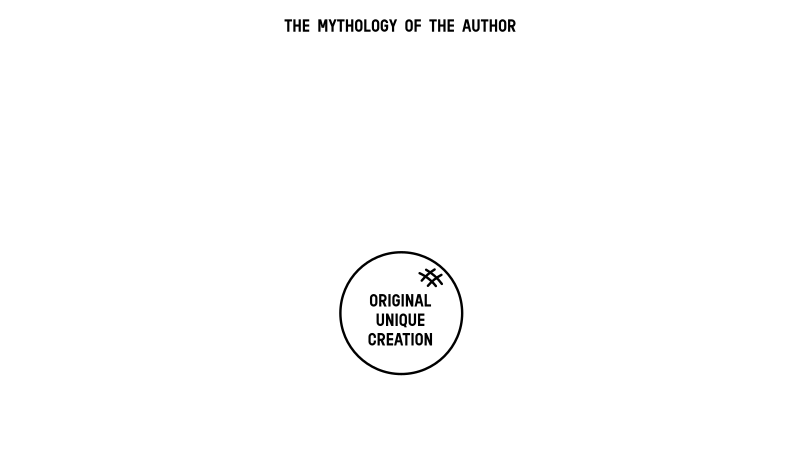 THE MYTHOLOGY OF THE AUTHOR
ORIGINAL
UNIQUE
CREATION